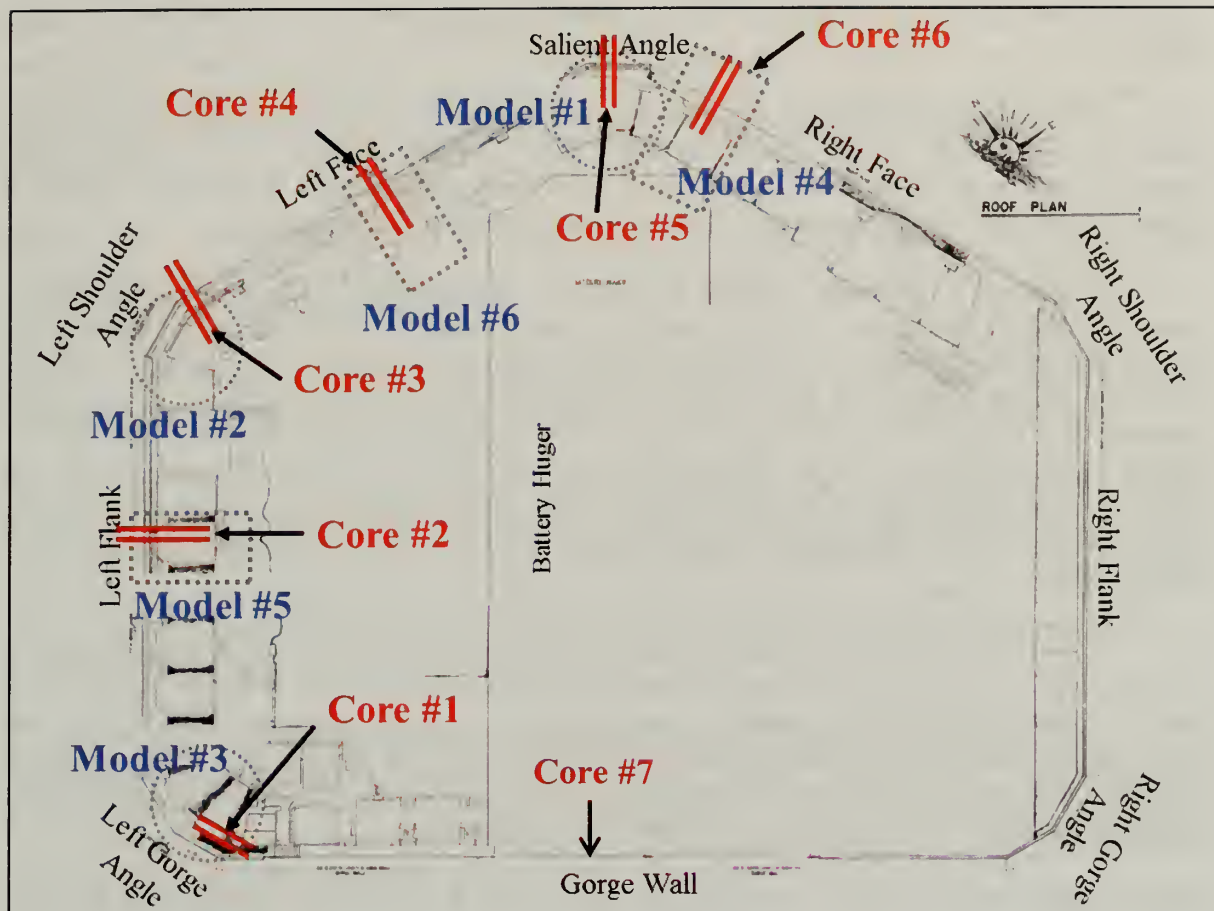 Salient Angle
Core #6
Core #4
Model #1
Left Face
Right Face
Model #4
ROOF PLAN
Core #5
Left Shoulder
Angle
Right Shoulder
Angle
Model #6
Core #3
Model #2
Battery Huger
Left Flank
Core #2
Right Flank
Model #5
Core #1
Model #3
Core #7
Left Gorge
Angle
Right Gorge
Angle
Gorge Wall